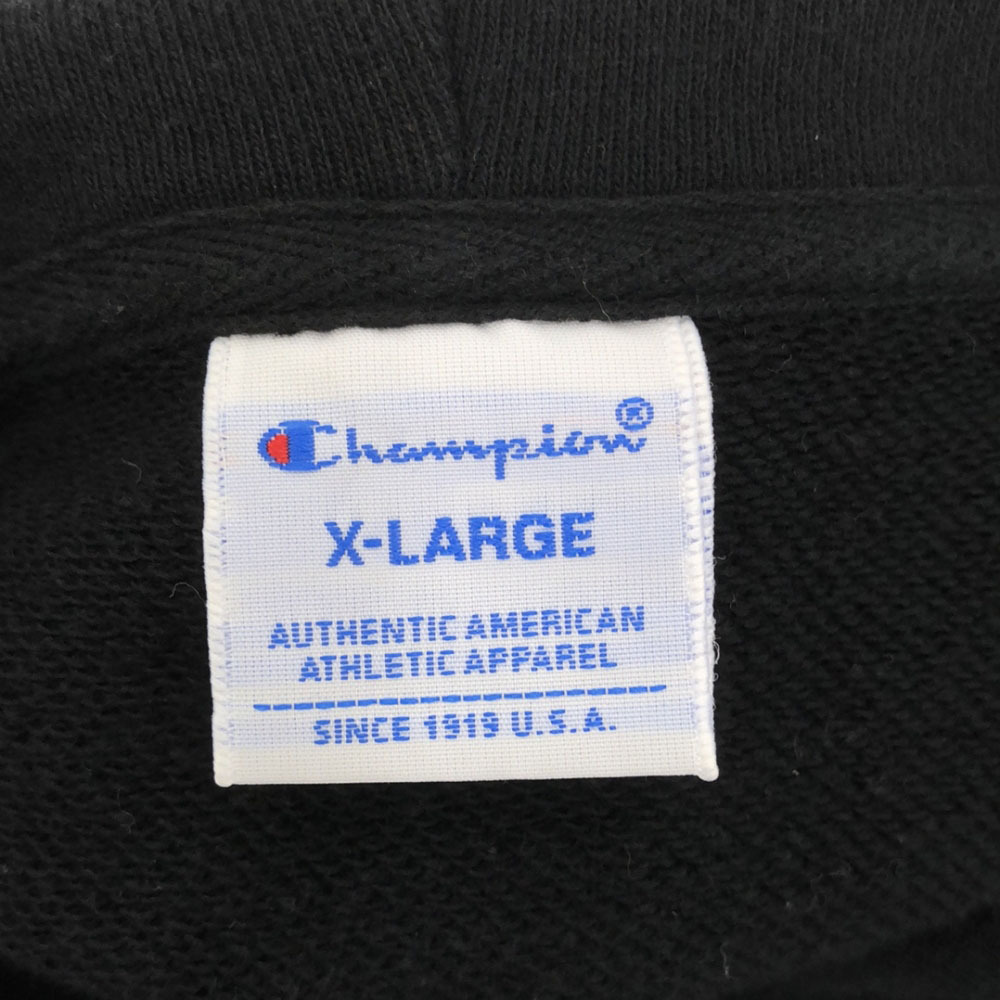 Champion®
X-LARGE
AUTHENTIC AMERICAN
ATHLETIC APPAREL
SINCE 1919 U.S.A.